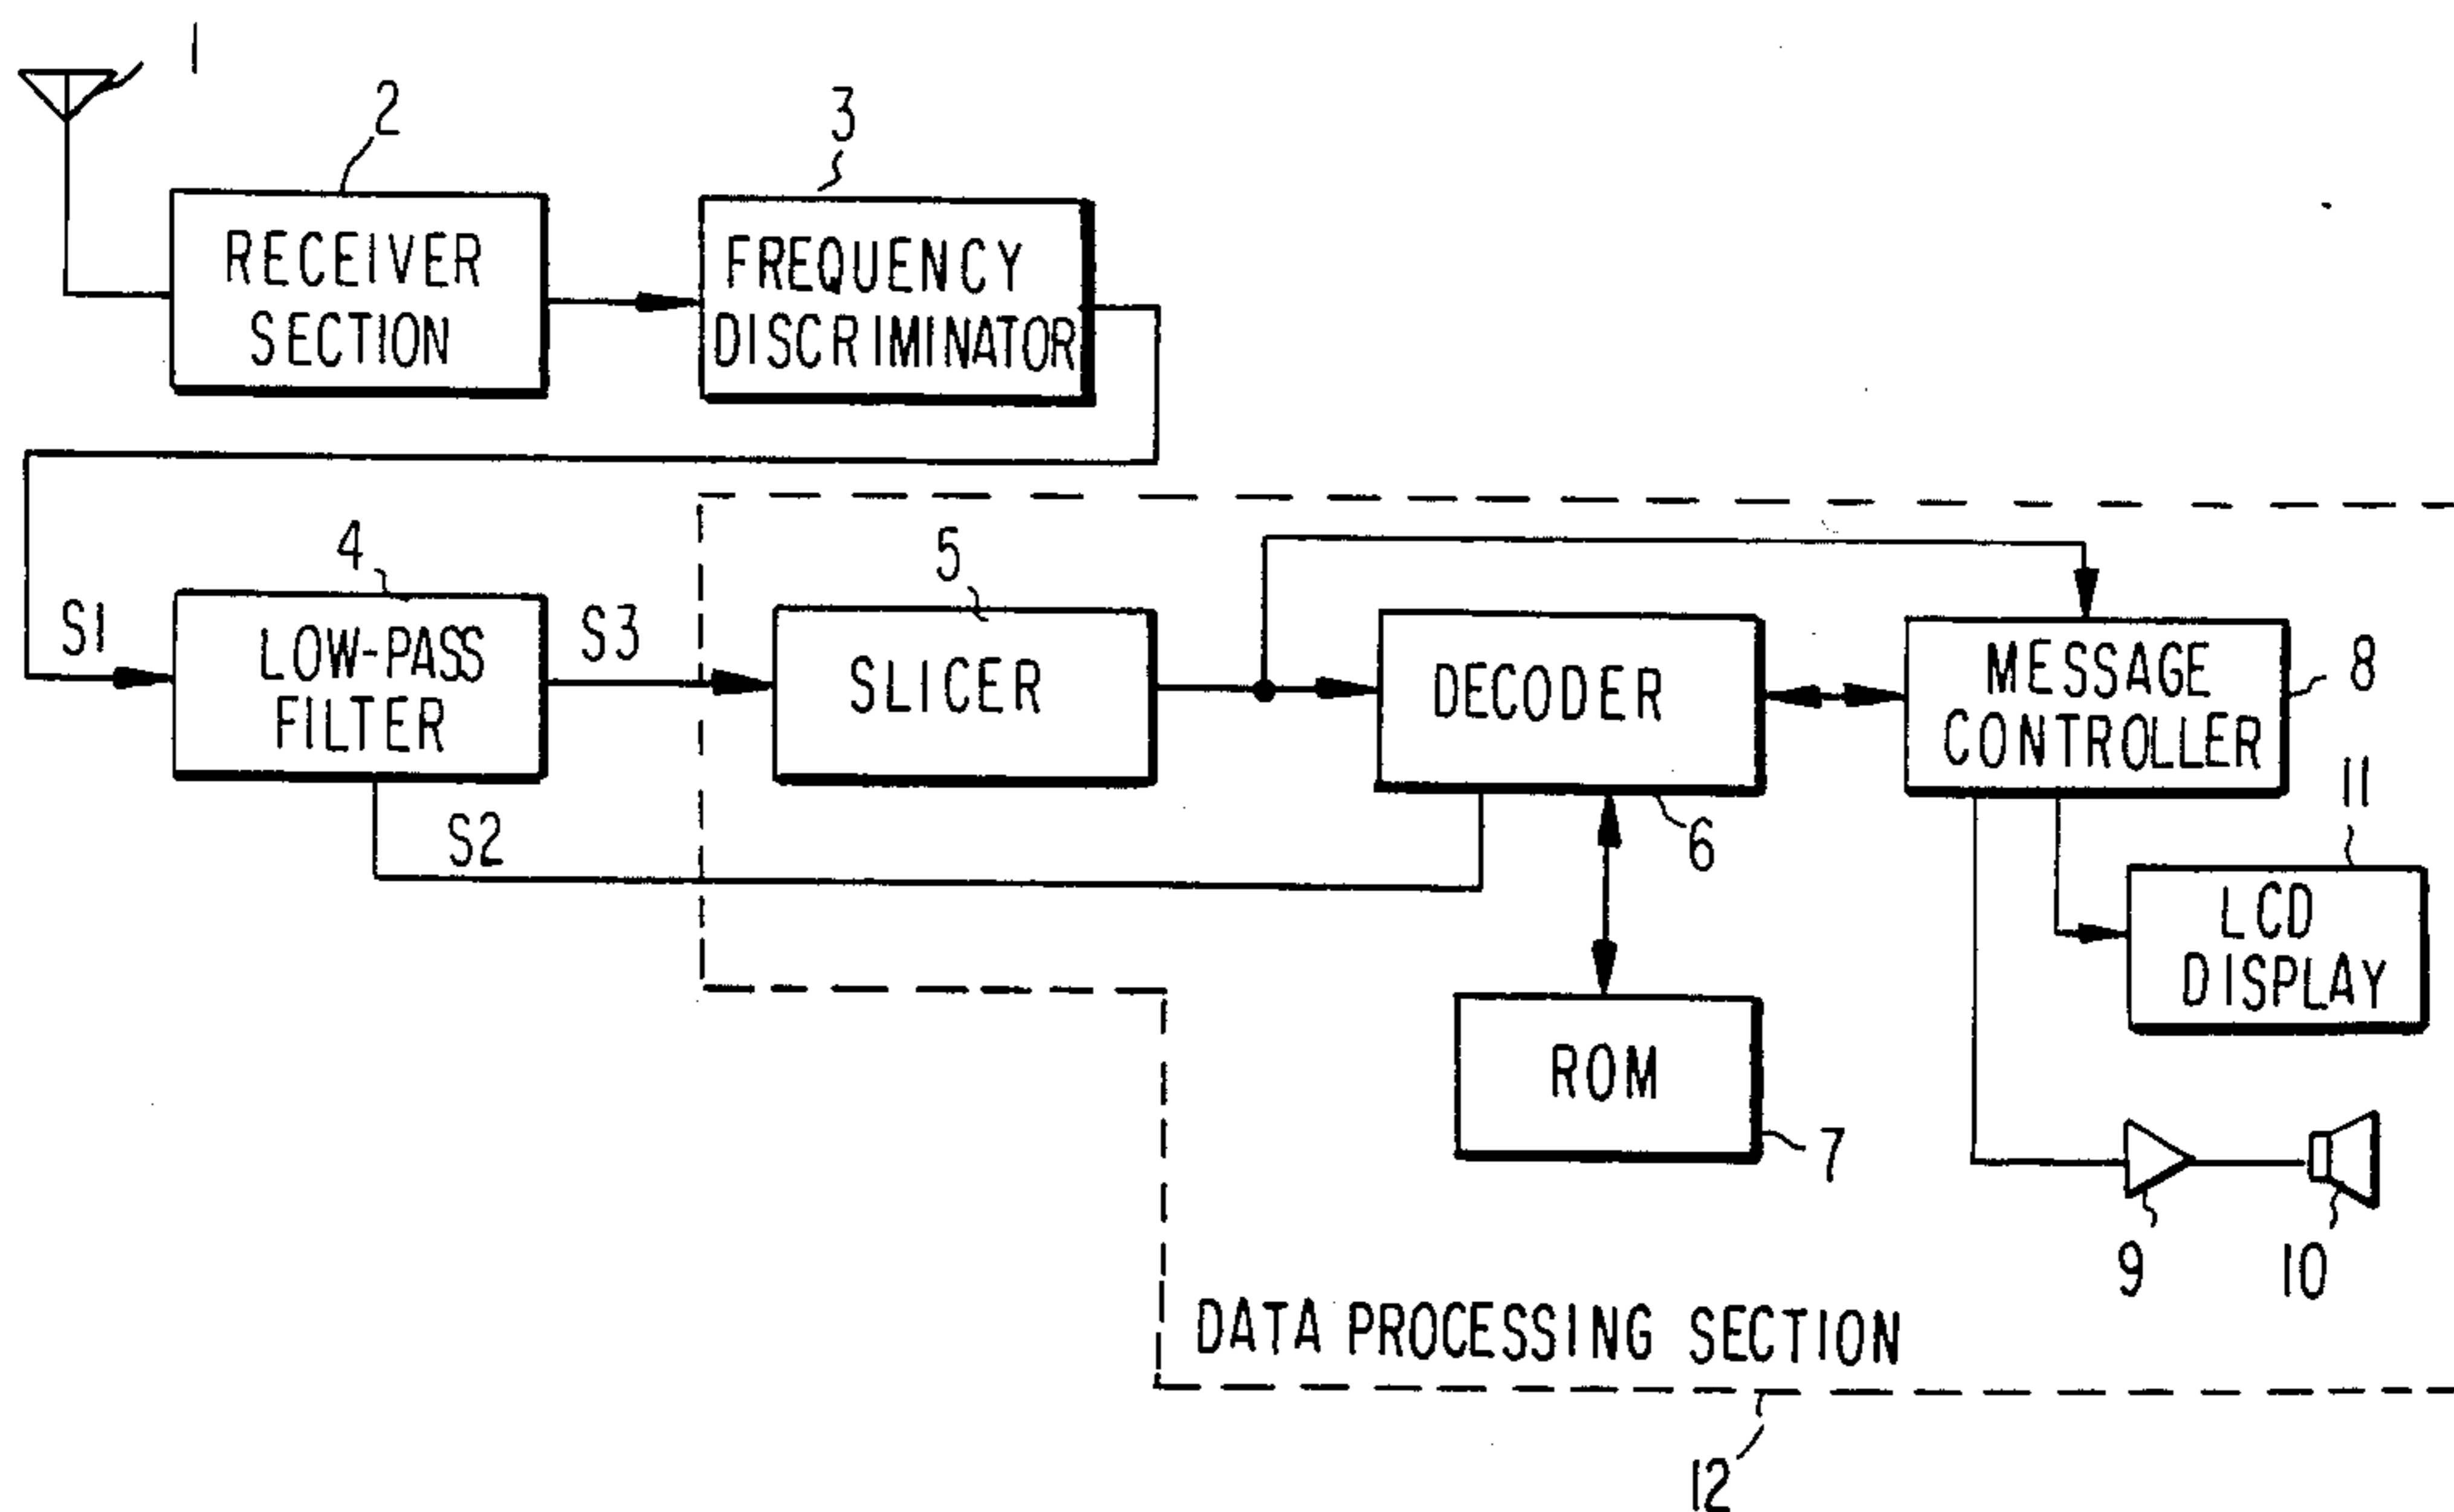 1
2
3
RECEIVER
SECTION
FREQUENCY
DISCRIMINATOR
4
5
S1
LOW-PASS
FILTER
S3
SLICER
DECODER
MESSAGE
CONTROLLER
8
S2
6
11
LCD
DISPLAY
ROM
7
9
10
DATA PROCESSING SECTION
12